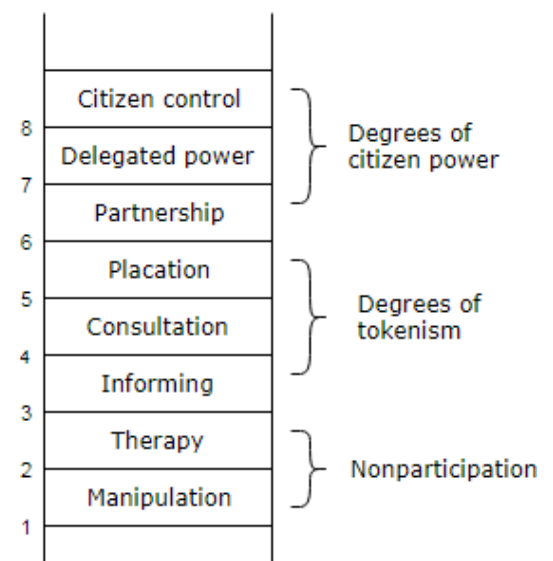 Citizen control
8
Delegated power
7
Partnership
6
Placation
5
Consultation
4
Informing
3
Therapy
2
Manipulation
1
Degrees of
citizen power
Degrees of
tokenism
Nonparticipation